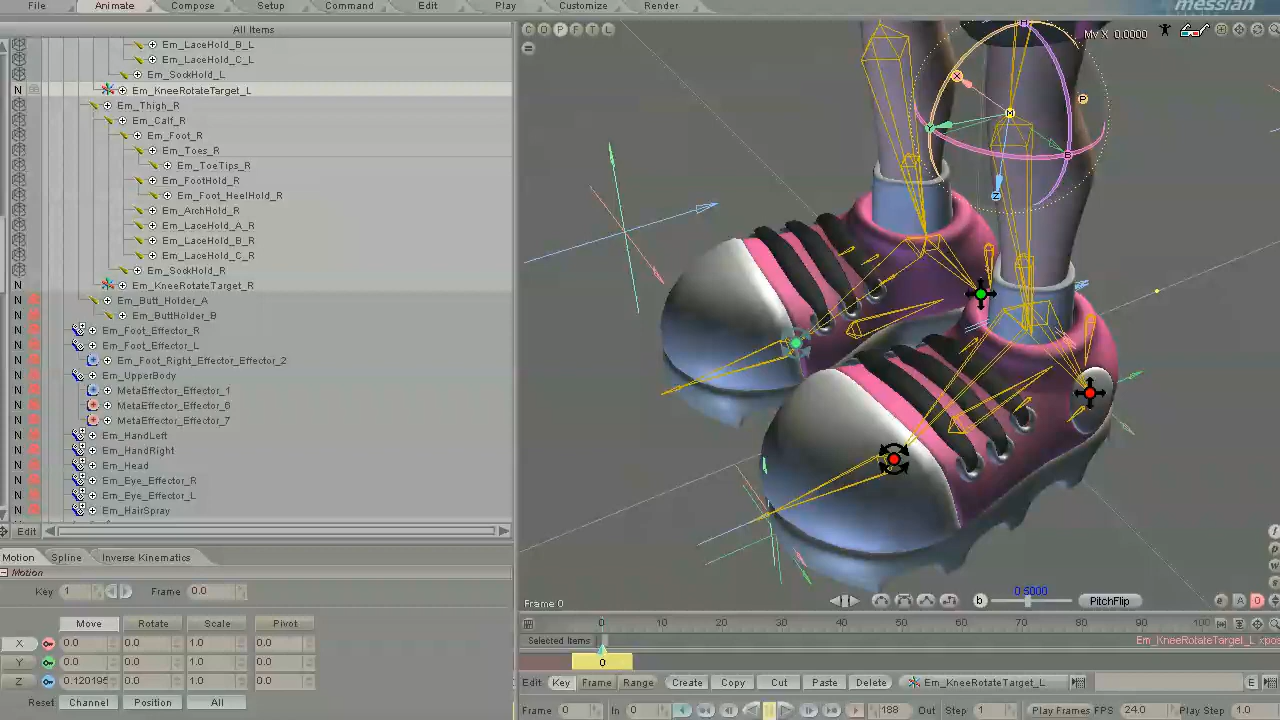 File Animate Compose Setup Command Edit Play Customize Render messian
All Items
Em_LaceHold_B_L
Em_LaceHold_C_L
Em_SockHold_L
N Em_KneeRotateTarget_L
Em_Thigh_R
Em_Calf_R
Em_Foot_R
Em_Toes_R
Em_ToeTips_R
Em_FootHold_R
Em_Foot_HeelHold_R
Em_ArchHold_R
Em_LaceHold_A_R
Em_LaceHold_B_R
Em_LaceHold_C_R
Em_SockHold_R
N Em_KneeRotateTarget_R
N Em_Butt_Holder_A
N Em_ButtHolder_B
N Em_Foot_Effector_R
N Em_Foot_Effector_L
N Em_Foot_Right_Effector_Effector_2
N Em_UpperBody
N MetaEffector_Effector_1
N MetaEffector_Effector_6
N MetaEffector_Effector_7
N Em_HandLeft
N Em_HandRight
N Em_Head
N Em_Eye_Effector_R
N Em_Eye_Effector_L
N Em_HairSpray
Edit
Motion Spline Inverse Kinematics
Motion
Key 1 Frame 0.0
Move Rotate Scale Pivot
X 0.0 0.0 1.0 0.0
Y 0.0 0.0 1.0 0.0
Z 0.120195 0.0 1.0 0.0
Reset Channel Position All
C O P F T L
Mv X 0.0000
X
P
H
Y
B
Z
Frame 0
b 0.5000 PitchFlip
A
0 10 20 30 40 50 60 70 80 90 100
Selected Items Em_KneeRotateTarget_L xpos
0
Edit Key Frame Range Create Copy Cut Paste Delete Em_KneeRotateTarget_L E
Frame 0 In 0 188 Out Step 1 Play Frames FPS 24.0 Play Step 1.0